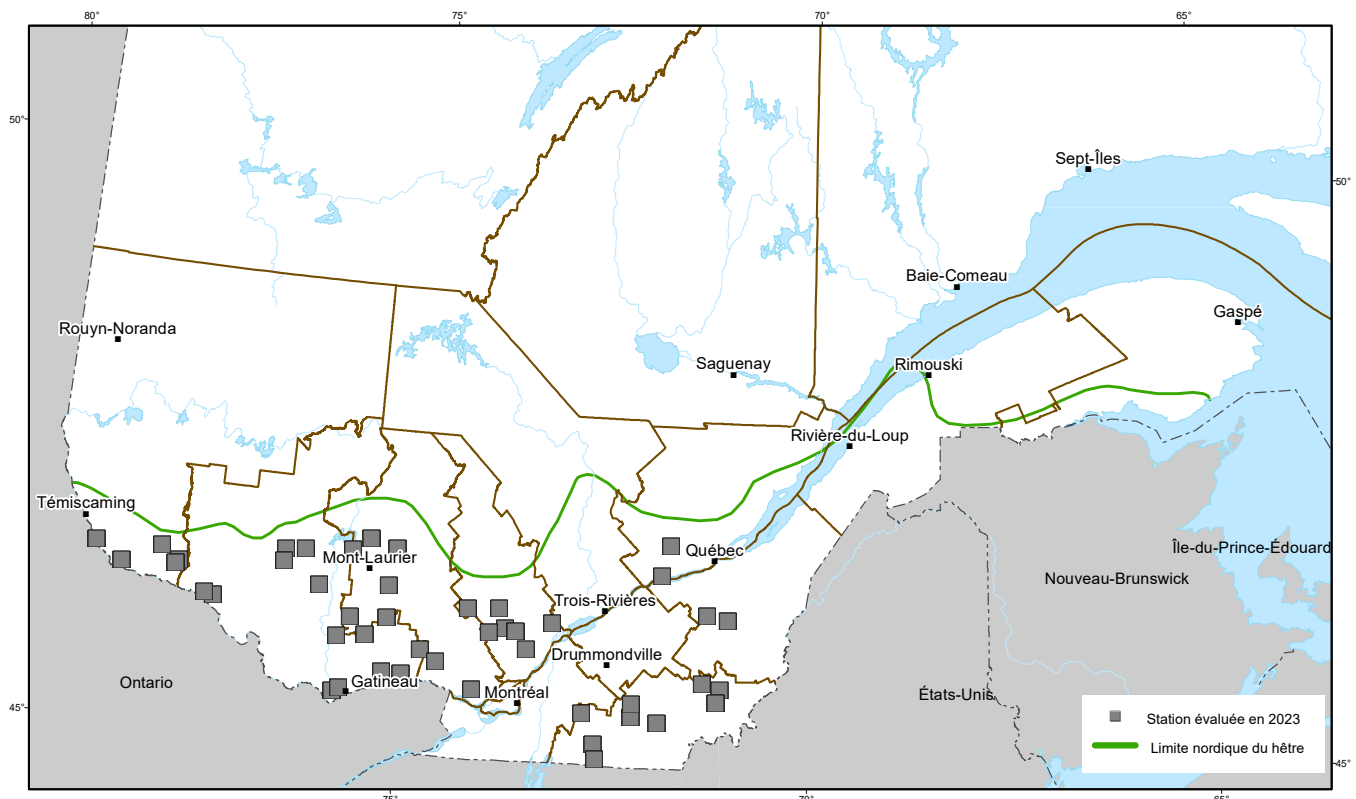 80°
75°
70°
65°
50°
Sept-Îles
50°
Baie-Comeau
Gaspé
Rouyn-Noranda
Saguenay
Rimouski
Rivière-du-Loup
Témiscaming
Québec
Île-du-Prince-Édouard
Mont-Laurier
Nouveau-Brunswick
Trois-Rivières
Drummondville
Ontario
Gatineau
Montréal
États-Unis
45°
Station évaluée en 2023
Limite nordique du hêtre
45°
75°
70°
65°